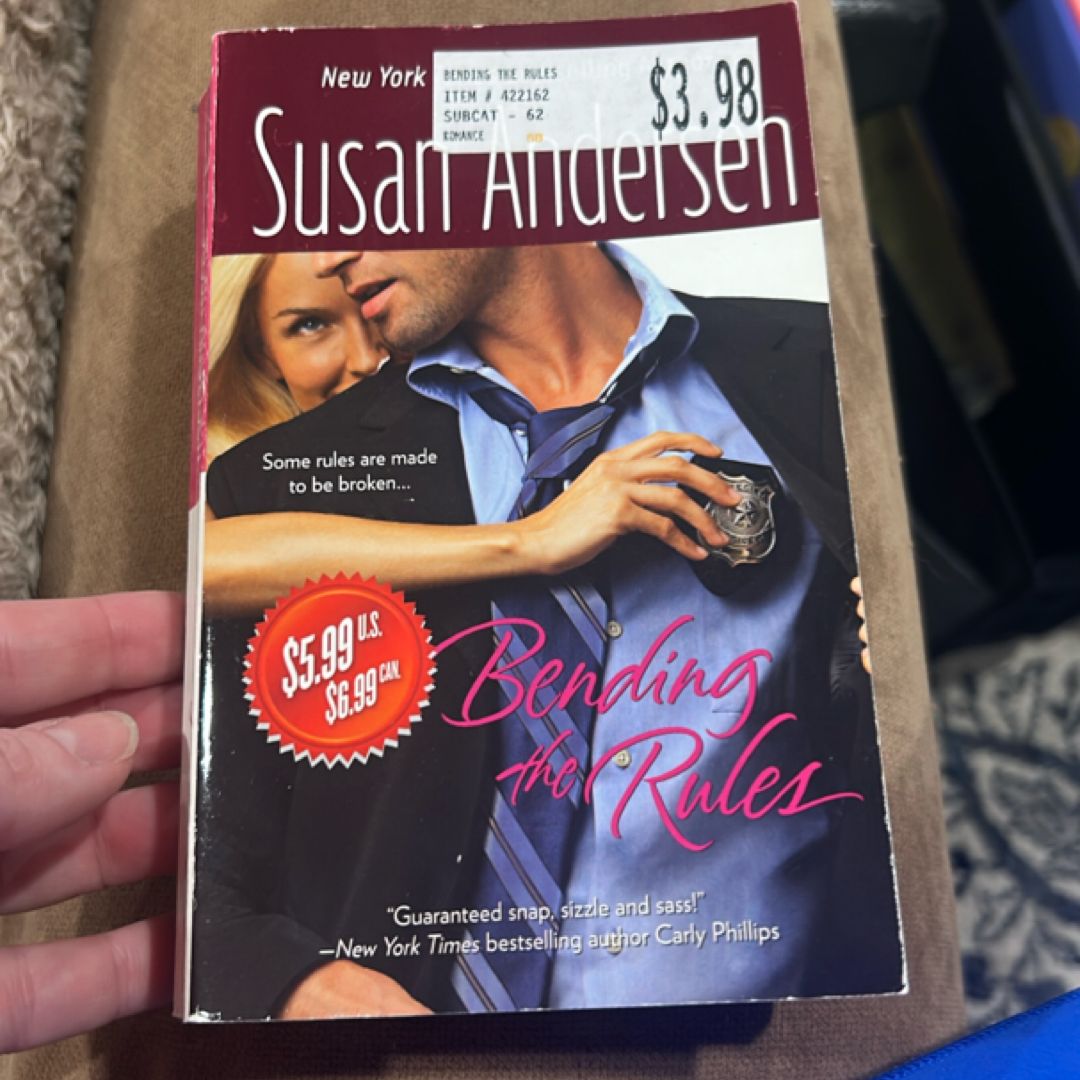 New York
BENDING THE RULES
ITEM # 422162
SUBCAT - 62
ROMANCE
$3.98
Susan Andersen
Some rules are made
to be broken...
$5.99 U.S.
$6.99 CAN.
Bending
the Rules
“Guaranteed snap, sizzle and sass!”
—New York Times bestselling author Carly Phillips